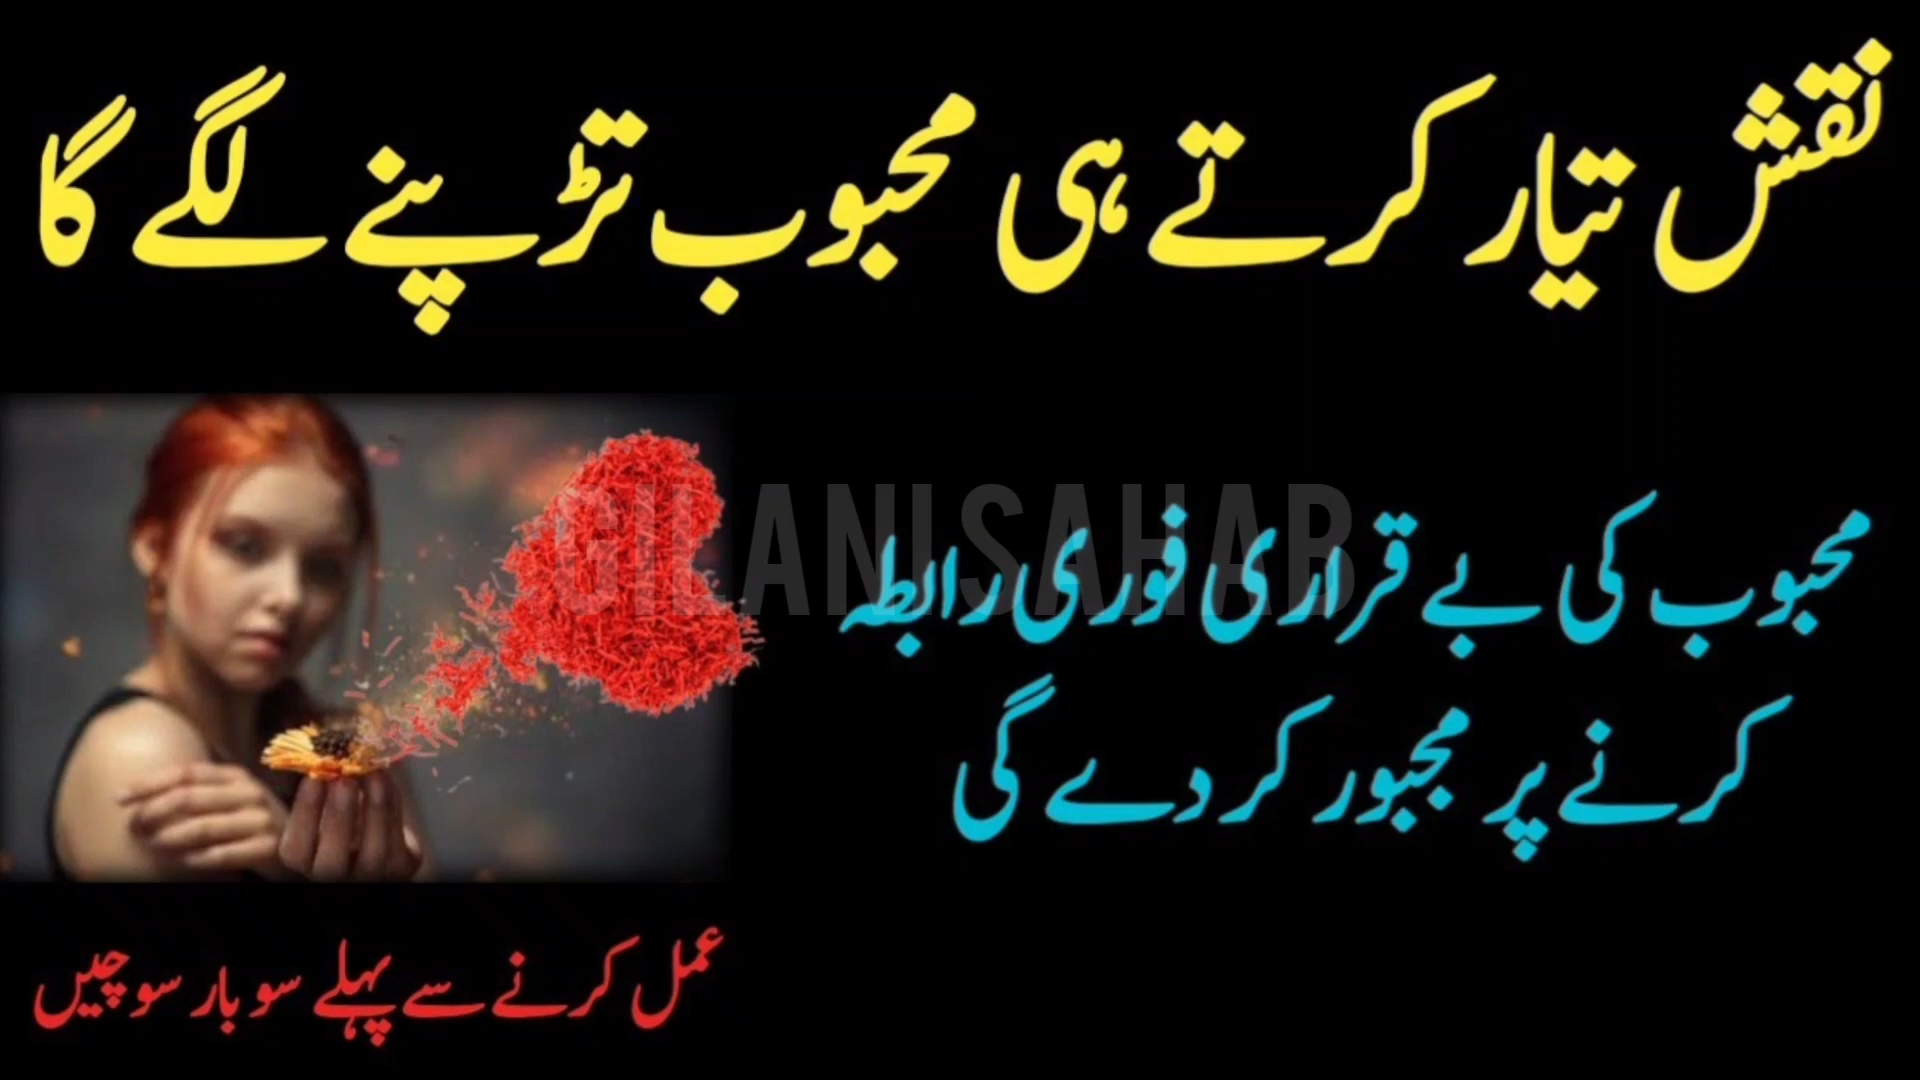 نقش تیار کرتے ہی محبوب تڑپنے لگے گا
محبوب کی بے قراری فوری رابطہ
کرنے پر مجبور کر دے گی
GILANI SAHAB
عمل کرنے سے پہلے سو بار سوچیں